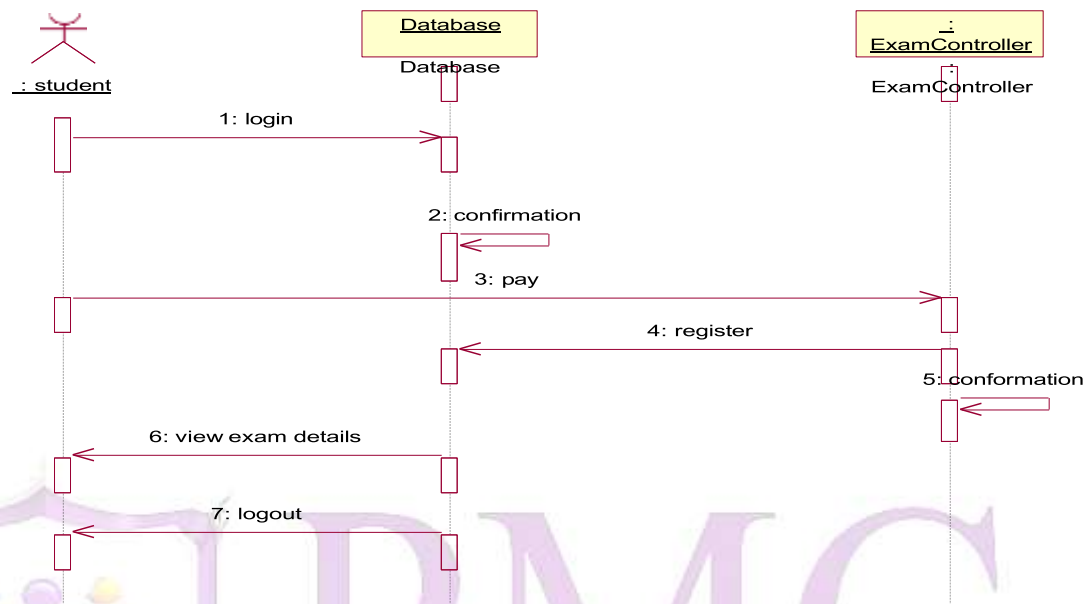 Database
:
ExamController
Database
:
ExamController
: student
1: login
2: confirmation
3: pay
4: register
5: conformation
6: view exam details
7: logout